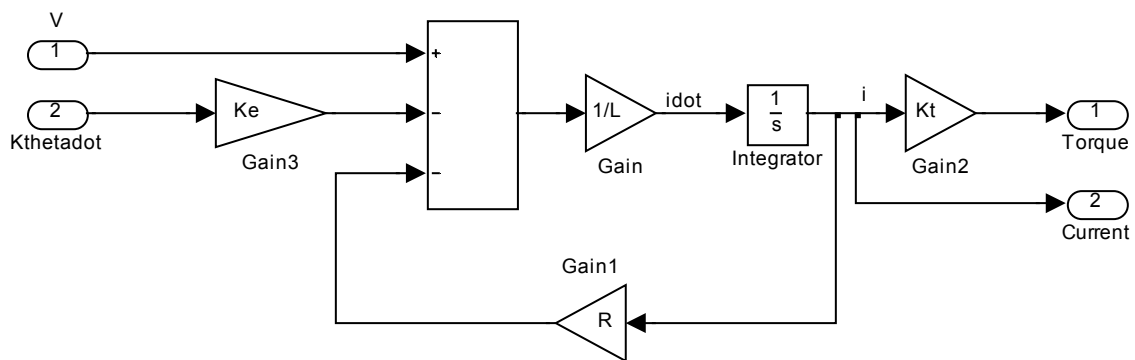 V
1
+
2
Ke
-
1/L
idot
1
s
i
Kt
1
Kthetadot
Gain3
-
Gain
Integrator
Gain2
Torque
2
Current
Gain1
R